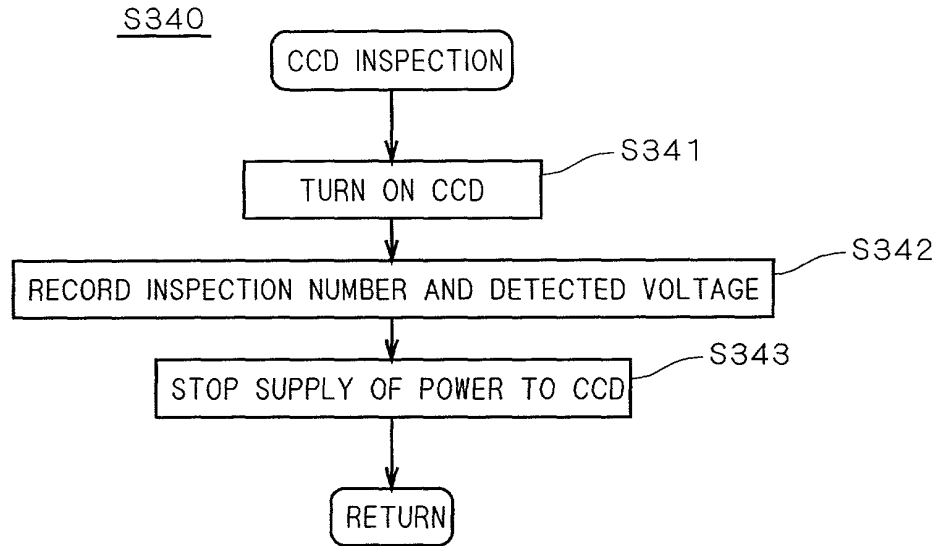 S340
CCD INSPECTION
S341
TURN ON CCD
S342
RECORD INSPECTION NUMBER AND DETECTED VOLTAGE
S343
STOP SUPPLY OF POWER TO CCD
RETURN